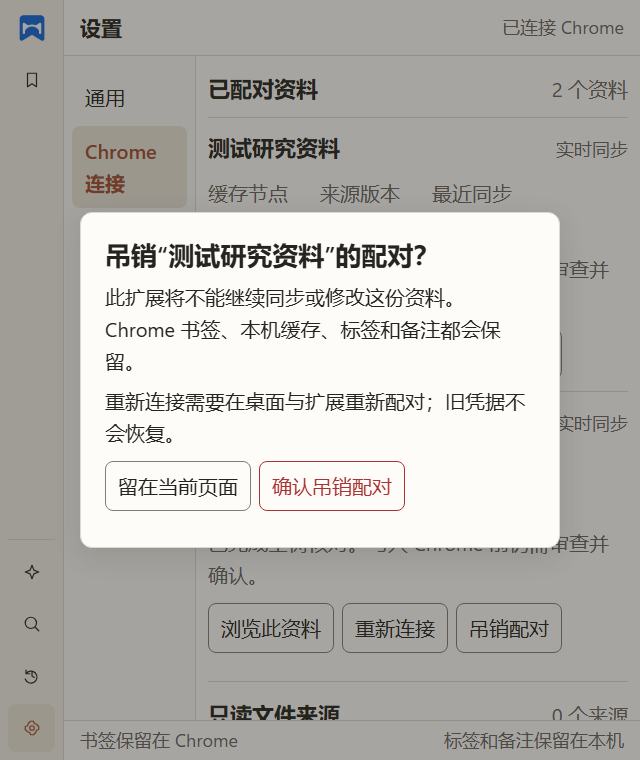 设置
已连接 Chrome
通用
Chrome
连接
已配对资料
2 个资料
测试研究资料
实时同步
缓存节点 来源版本 最近同步
审查并
吊销“测试研究资料”的配对？
此扩展将不能继续同步或修改这份资料。
Chrome 书签、本机缓存、标签和备注都会保
留。
重新连接需要在桌面与扩展重新配对；旧凭据不
会恢复。
留在当前页面
确认吊销配对
实时同步
审查并
确认。
浏览此资料
重新连接
吊销配对
只读文件来源
0 个来源
书签保留在 Chrome
标签和备注保留在本机